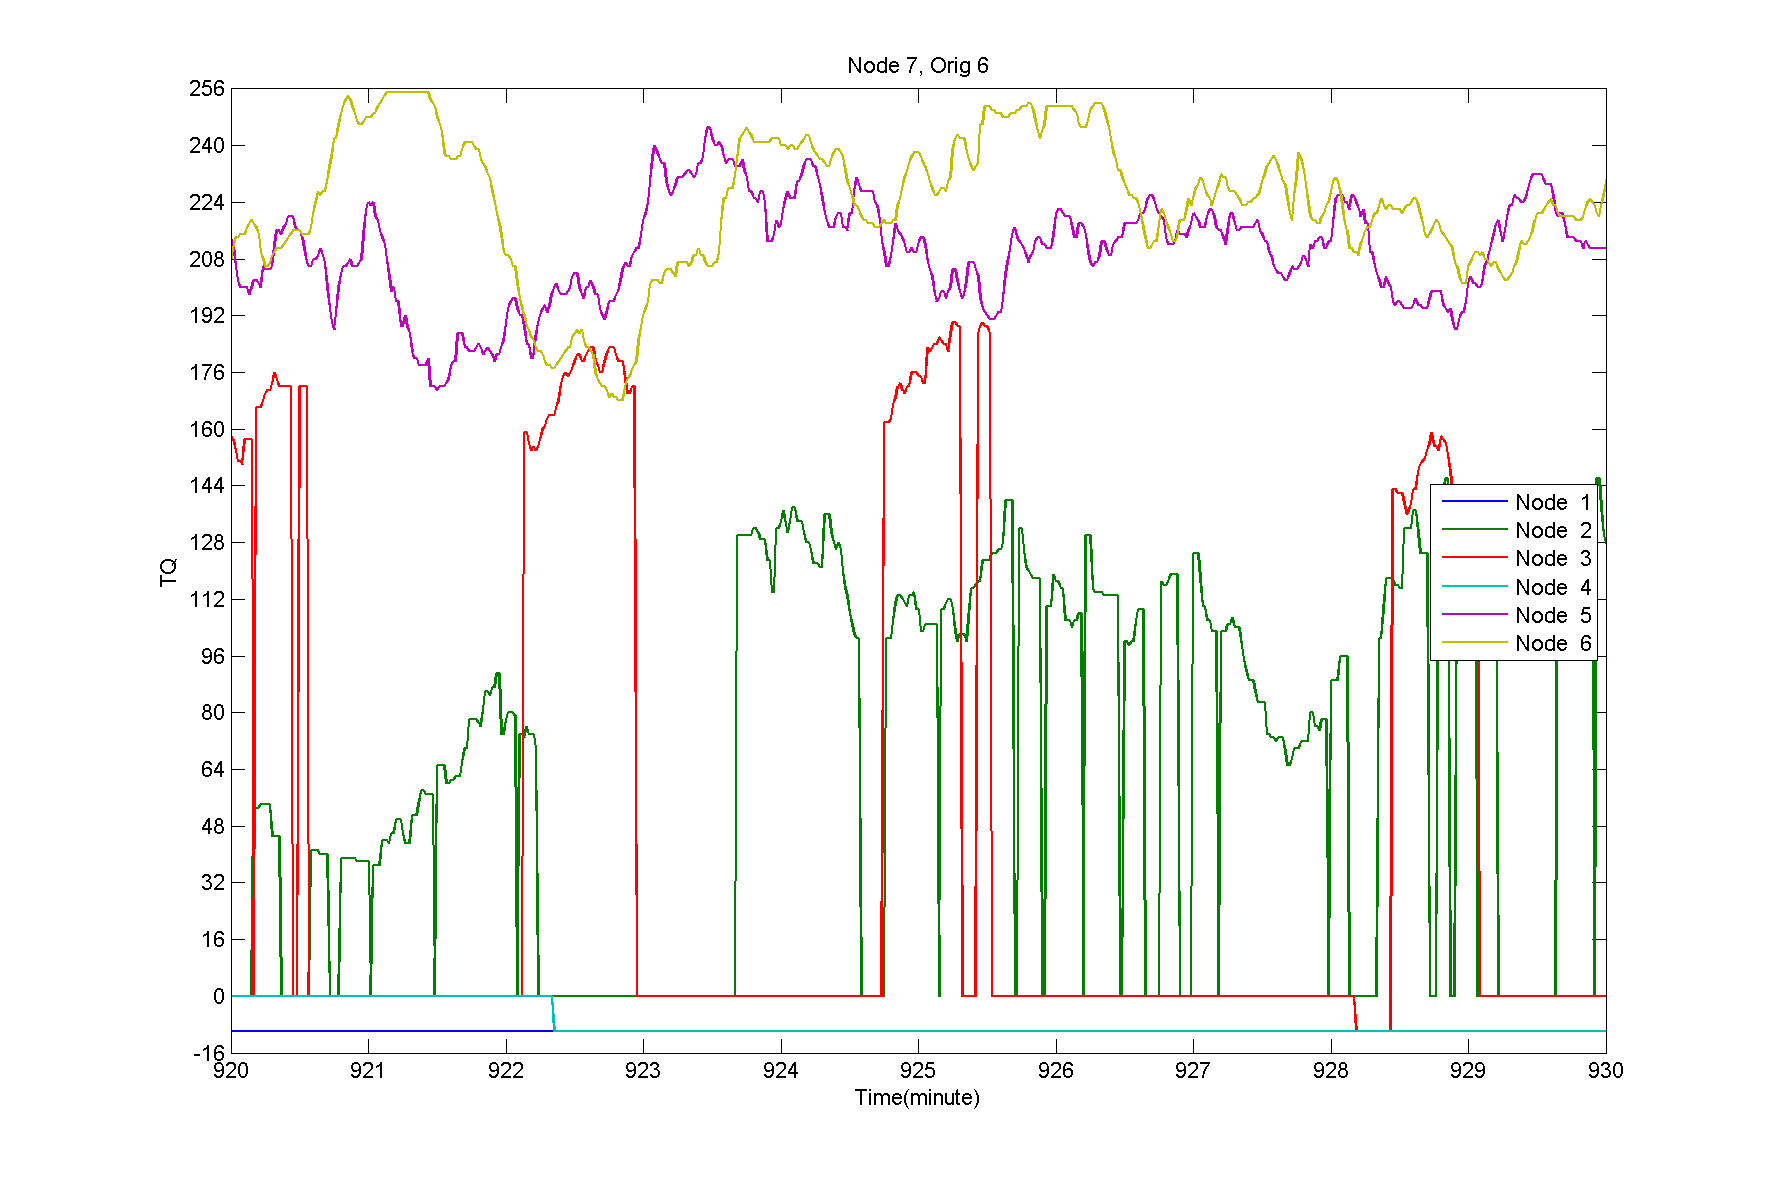 Node 7, Orig 6
256
240
224
208
192
176
160
144
128
112
96
80
64
48
32
16
0
-16
TQ
Node 1
Node 2
Node 3
Node 4
Node 5
Node 6
920 921 922 923 924 925 926 927 928 929 930
Time(minute)